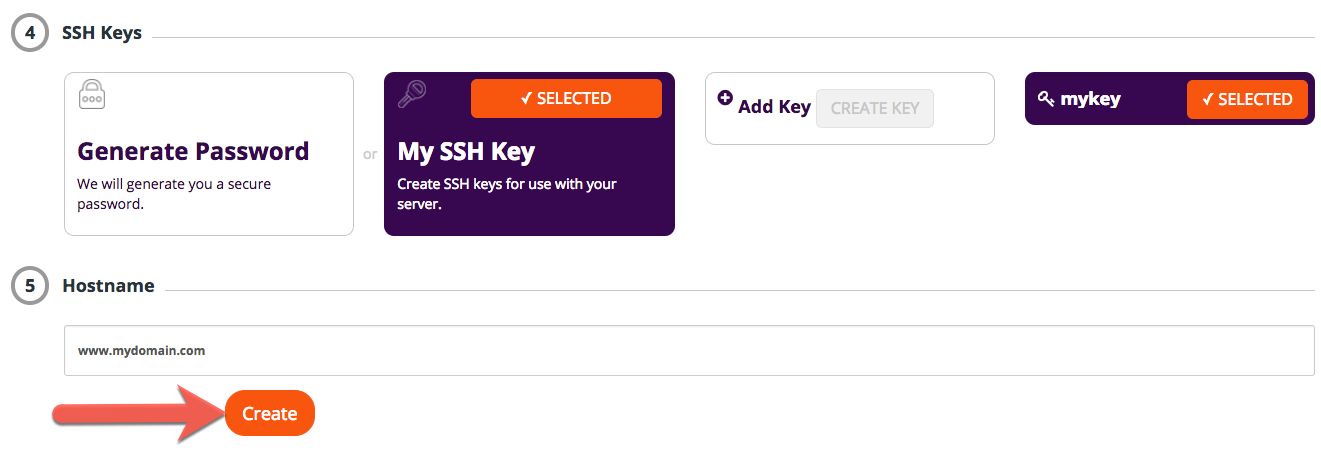 4 SSH Keys
Generate Password
We will generate you a secure
password.
or
✓ SELECTED
My SSH Key
Create SSH keys for use with your
server.
Add Key CREATE KEY
mykey ✓ SELECTED
5 Hostname
www.mydomain.com
Create